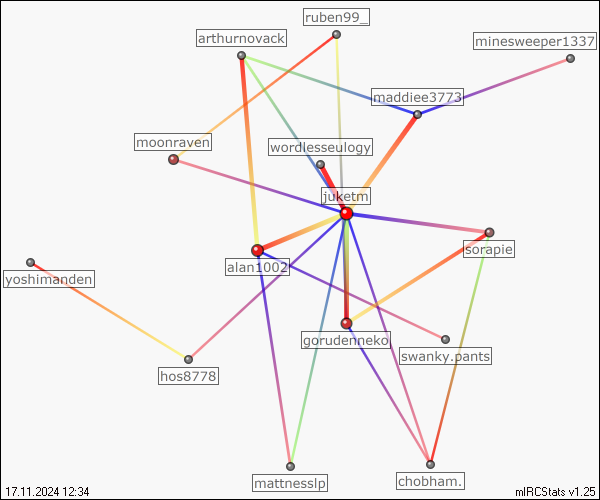 ruben99_
arthurnovack
minesweeper1337
maddiee3773
moonraven
wordlesseulogy
juketm
sorapie
alan1002
yoshimanden
gorudenneko
swanky.pants
hos8778
mattnesslp
chobham.
17.11.2024 12:34
mIRCStats v1.25